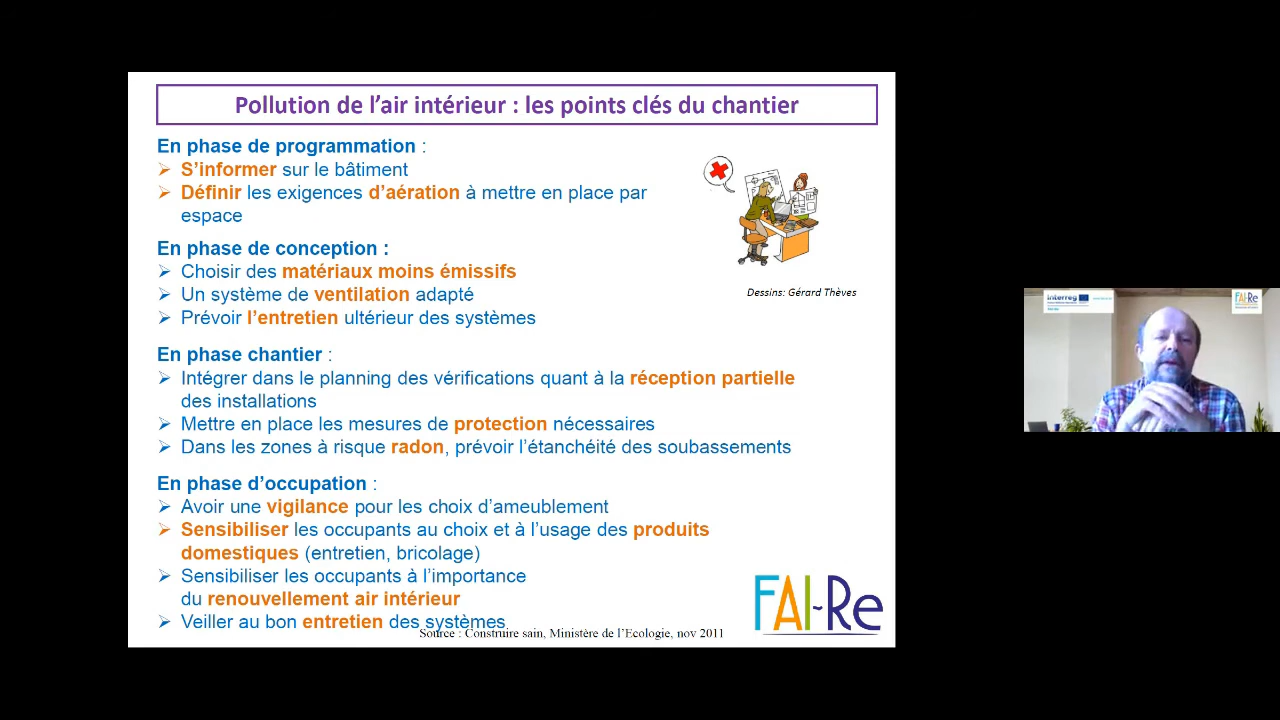 Pollution de l’air intérieur : les points clés du chantier
En phase de programmation :
➢ S’informer sur le bâtiment
➢ Définir les exigences d’aération à mettre en place par
espace
En phase de conception :
➢ Choisir des matériaux moins émissifs
➢ Un système de ventilation adapté
➢ Prévoir l’entretien ultérieur des systèmes
Dessins: Gérard Thèves
En phase chantier :
➢ Intégrer dans le planning des vérifications quant à la réception partielle
des installations
➢ Mettre en place les mesures de protection nécessaires
➢ Dans les zones à risque radon, prévoir l’étanchéité des soubassements
En phase d’occupation :
➢ Avoir une vigilance pour les choix d’ameublement
➢ Sensibiliser les occupants au choix et à l’usage des produits
domestiques (entretien, bricolage)
➢ Sensibiliser les occupants à l’importance
du renouvellement air intérieur
➢ Veiller au bon entretien des systèmes
Source : Construire sain, Ministère de l’Ecologie, nov 2011
FAI~Re
Interreg
FAI~Re